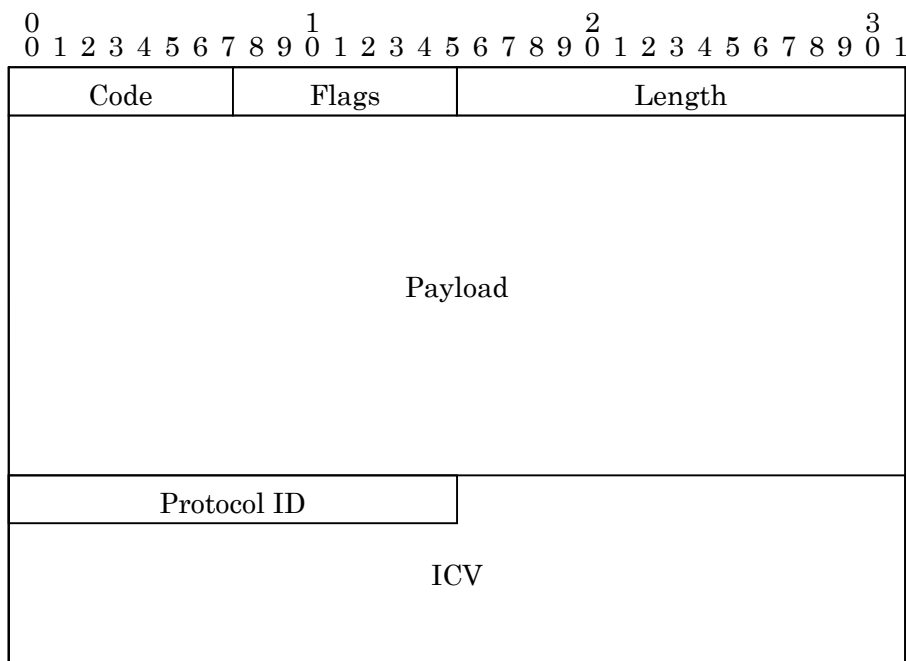 0 1 2 3
0 1 2 3 4 5 6 7 8 9 0 1 2 3 4 5 6 7 8 9 0 1 2 3 4 5 6 7 8 9 0 1
Code Flags Length
Payload
Protocol ID
ICV